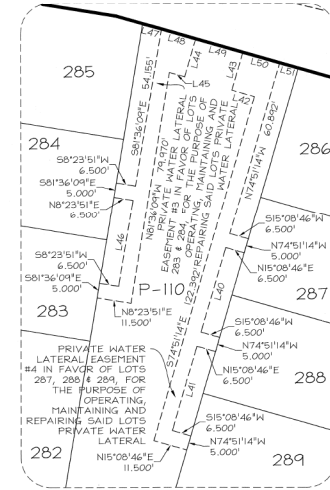 L47
L48
L44
L49
L43
L50
L51
L45
L42
285
54.155'
S81°36'09"E
79.970'
N81°36'09"W
PRIVATE WATER LATERAL
EASEMENT #3 IN FAVOR OF LOTS
283 & 284, FOR THE PURPOSE OF
OPERATING, MAINTAINING AND
REPAIRING SAID LOTS PRIVATE
WATER LATERAL
60.892'
N74°51'14"W
286
284
S8°23'51"W
6.500'
S81°36'09"E
5.000'
N8°23'51"E
6.500'
L46
S15°08'46"W
6.500'
N74°51'14"W
5.000'
N15°08'46"E
6.500'
S8°23'51"W
6.500'
S81°36'09"E
5.000'
283
P-110
122.392'
S74°51'14"E
L40
287
N8°23'51"E
11.500'
S15°08'46"W
6.500'
N74°51'14"W
5.000'
N15°08'46"E
6.500'
288
PRIVATE WATER
LATERAL EASEMENT
#4 IN FAVOR OF LOTS
287, 288 & 289, FOR
THE PURPOSE OF
OPERATING,
MAINTAINING AND
REPAIRING SAID LOTS
PRIVATE WATER
LATERAL
L41
S15°08'46"W
6.500'
N74°51'14"W
5.000'
282
N15°08'46"E
11.500'
289